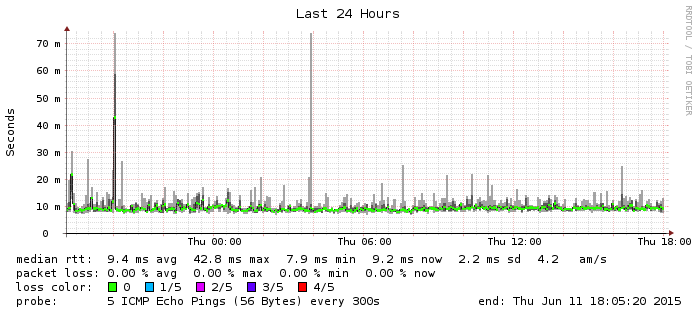 Last 24 Hours
RRDTOOL / TOBI OETIKER
Seconds
70 m
60 m
50 m
40 m
30 m
20 m
10 m
0
Thu 00:00 Thu 06:00 Thu 12:00 Thu 18:00
median rtt: 9.4 ms avg 42.8 ms max 7.9 ms min 9.2 ms now 2.2 ms sd 4.2 am/s
packet loss: 0.00 % avg 0.00 % max 0.00 % min 0.00 % now
loss color: 0 1/5 2/5 3/5 4/5
probe: 5 ICMP Echo Pings (56 Bytes) every 300s end: Thu Jun 11 18:05:20 2015